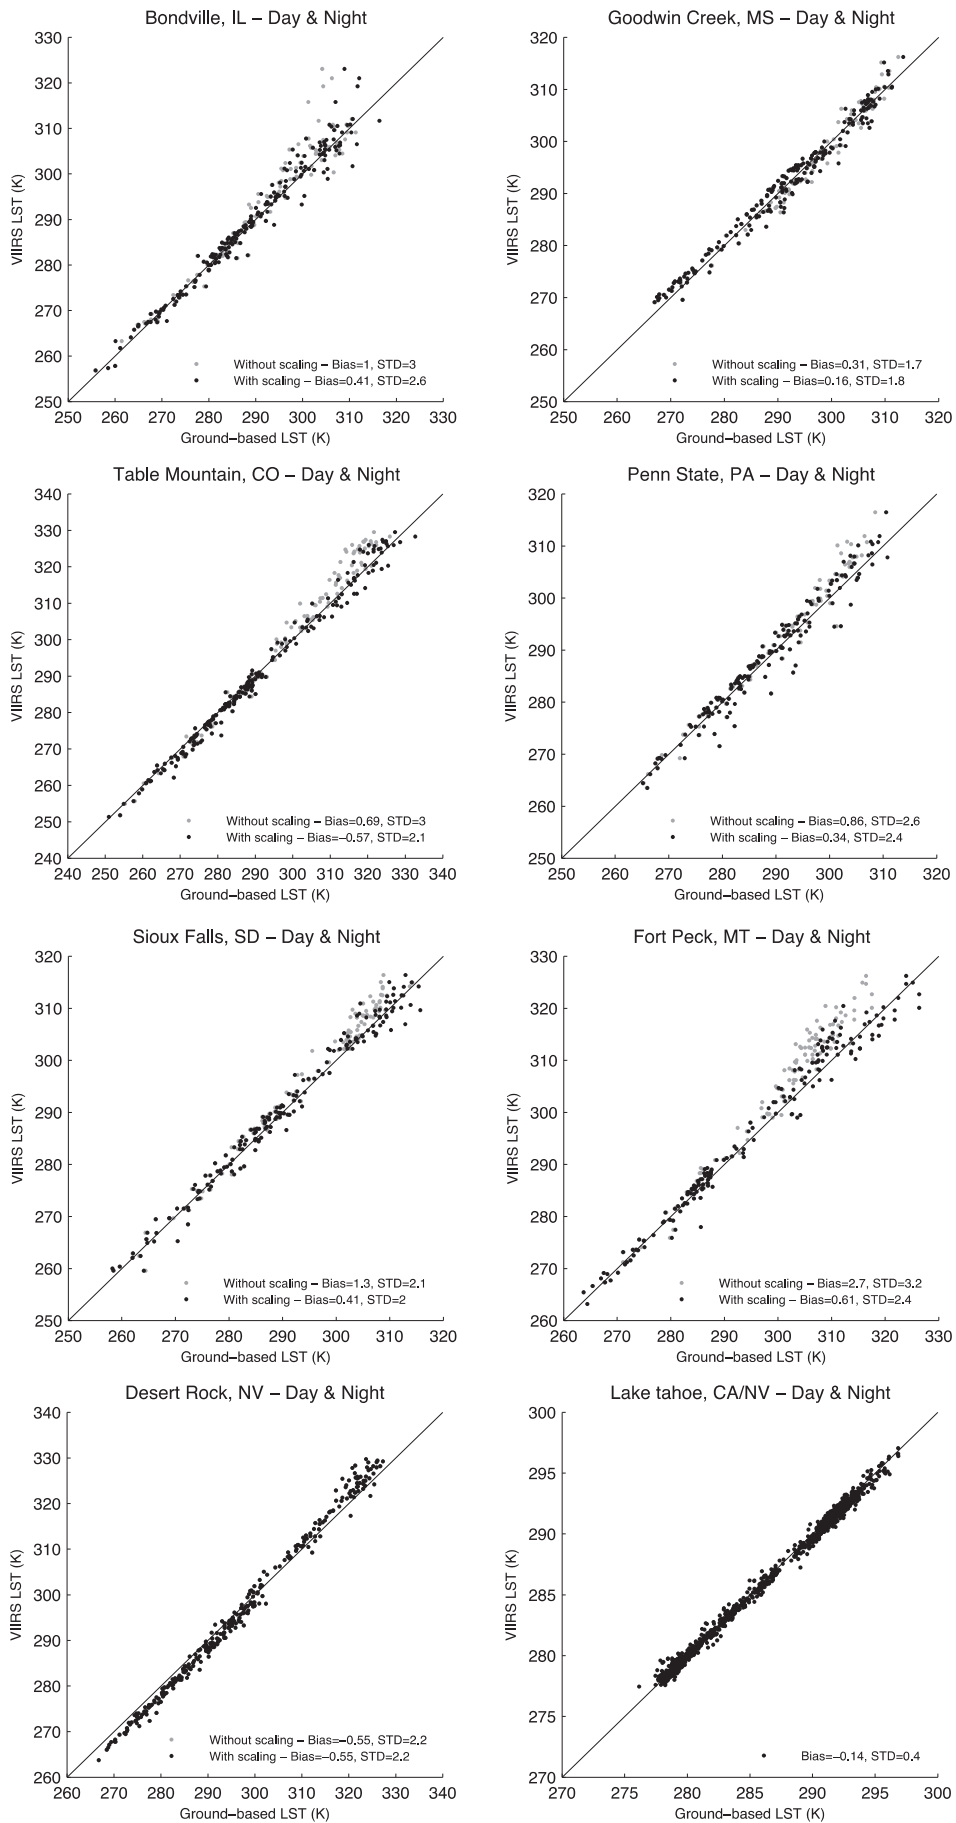 Bondville, IL – Day & Night
330
320
310
300
290
280
270
260
250
VIIRS LST (K)
Without scaling – Bias=1, STD=3
With scaling – Bias=0.41, STD=2.6
250 260 270 280 290 300 310 320 330
Ground–based LST (K)
Goodwin Creek, MS – Day & Night
320
310
300
290
280
270
260
250
VIIRS LST (K)
Without scaling – Bias=0.31, STD=1.7
With scaling – Bias=0.16, STD=1.8
250 260 270 280 290 300 310 320
Ground–based LST (K)
Table Mountain, CO – Day & Night
340
330
320
310
300
290
280
270
260
250
240
VIIRS LST (K)
Without scaling – Bias=0.69, STD=3
With scaling – Bias=–0.57, STD=2.1
240 250 260 270 280 290 300 310 320 330 340
Ground–based LST (K)
Penn State, PA – Day & Night
320
310
300
290
280
270
260
250
VIIRS LST (K)
Without scaling – Bias=0.86, STD=2.6
With scaling – Bias=0.34, STD=2.4
250 260 270 280 290 300 310 320
Ground–based LST (K)
Sioux Falls, SD – Day & Night
320
310
300
290
280
270
260
250
VIIRS LST (K)
Without scaling – Bias=1.3, STD=2.1
With scaling – Bias=0.41, STD=2
250 260 270 280 290 300 310 320
Ground–based LST (K)
Fort Peck, MT – Day & Night
330
320
310
300
290
280
270
260
VIIRS LST (K)
Without scaling – Bias=2.7, STD=3.2
With scaling – Bias=0.61, STD=2.4
260 270 280 290 300 310 320 330
Ground–based LST (K)
Desert Rock, NV – Day & Night
340
330
320
310
300
290
280
270
260
VIIRS LST (K)
Without scaling – Bias=–0.55, STD=2.2
With scaling – Bias=–0.55, STD=2.2
260 270 280 290 300 310 320 330 340
Ground–based LST (K)
Lake tahoe, CA/NV – Day & Night
300
295
290
285
280
275
270
VIIRS LST (K)
Bias=–0.14, STD=0.4
270 275 280 285 290 295 300
Ground–based LST (K)